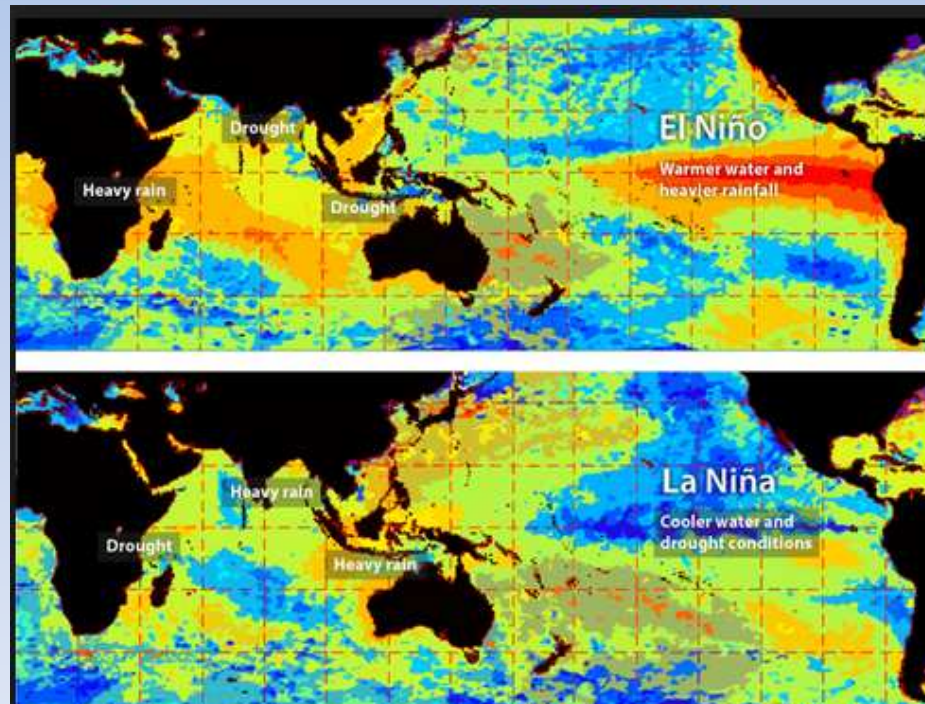 El Niño
Drought
Warmer water and
heavier rainfall
Heavy rain
Drought
La Niña
Heavy rain
Cooler water and
drought conditions
Drought
Heavy rain